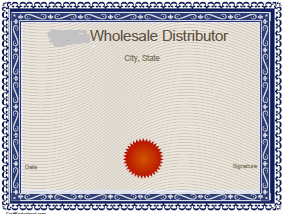 Wholesale Distributor
City, State
Date
Signature